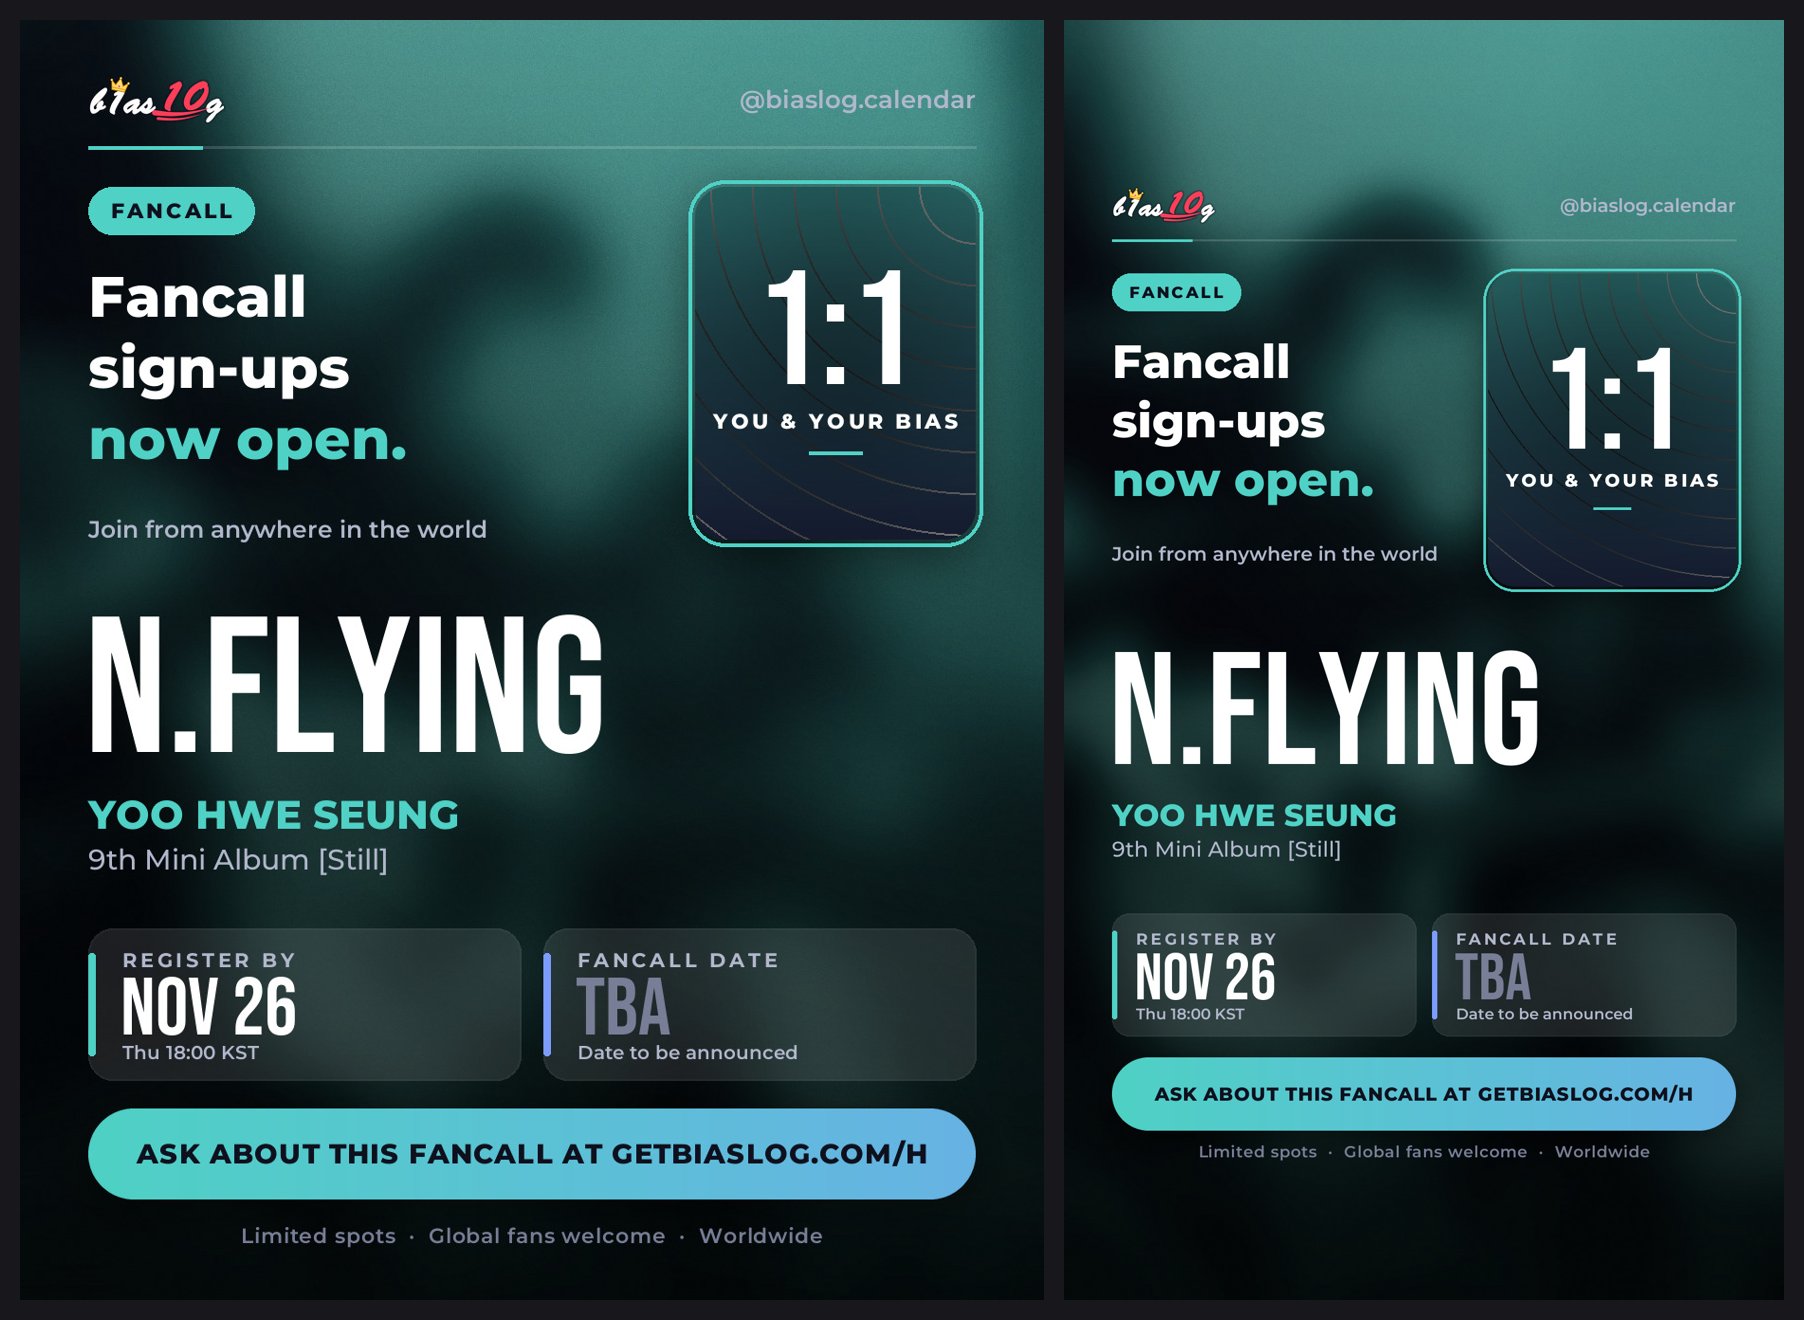 b1as10g
@biaslog.calendar
FANCALL
Fancall
sign-ups
now open.
Join from anywhere in the world
1:1
YOU & YOUR BIAS
N.FLYING
YOO HWE SEUNG
9th Mini Album [Still]
REGISTER BY
NOV 26
Thu 18:00 KST
FANCALL DATE
TBA
Date to be announced
ASK ABOUT THIS FANCALL AT GETBIASLOG.COM/H
Limited spots · Global fans welcome · Worldwide
b1as10g
@biaslog.calendar
FANCALL
Fancall
sign-ups
now open.
Join from anywhere in the world
1:1
YOU & YOUR BIAS
N.FLYING
YOO HWE SEUNG
9th Mini Album [Still]
REGISTER BY
NOV 26
Thu 18:00 KST
FANCALL DATE
TBA
Date to be announced
ASK ABOUT THIS FANCALL AT GETBIASLOG.COM/H
Limited spots · Global fans welcome · Worldwide